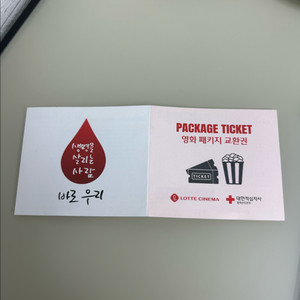 생명을
살리는
사람
바로 우리
PACKAGE TICKET
영화 패키지 교환권
TICKET
LOTTE CINEMA
대한적십자사